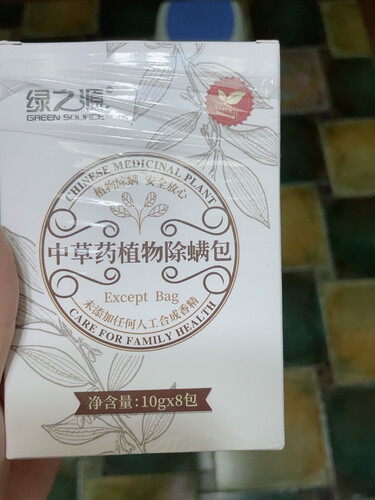 绿之源
GREEN SOURCE
CHINESE MEDICINAL PLANT
植物除螨 安全放心
中草药植物除螨包
Except Bag
未添加任何人工合成香精
CARE FOR FAMILY HEALTH
净含量:10gx8包